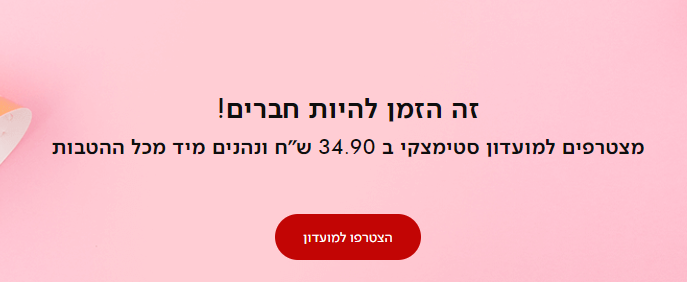 זה הזמן להיות חברים!
מצטרפים למועדון סטימצקי ב 34.90 ש"ח ונהנים מיד מכל ההטבות
הצטרפו למועדון